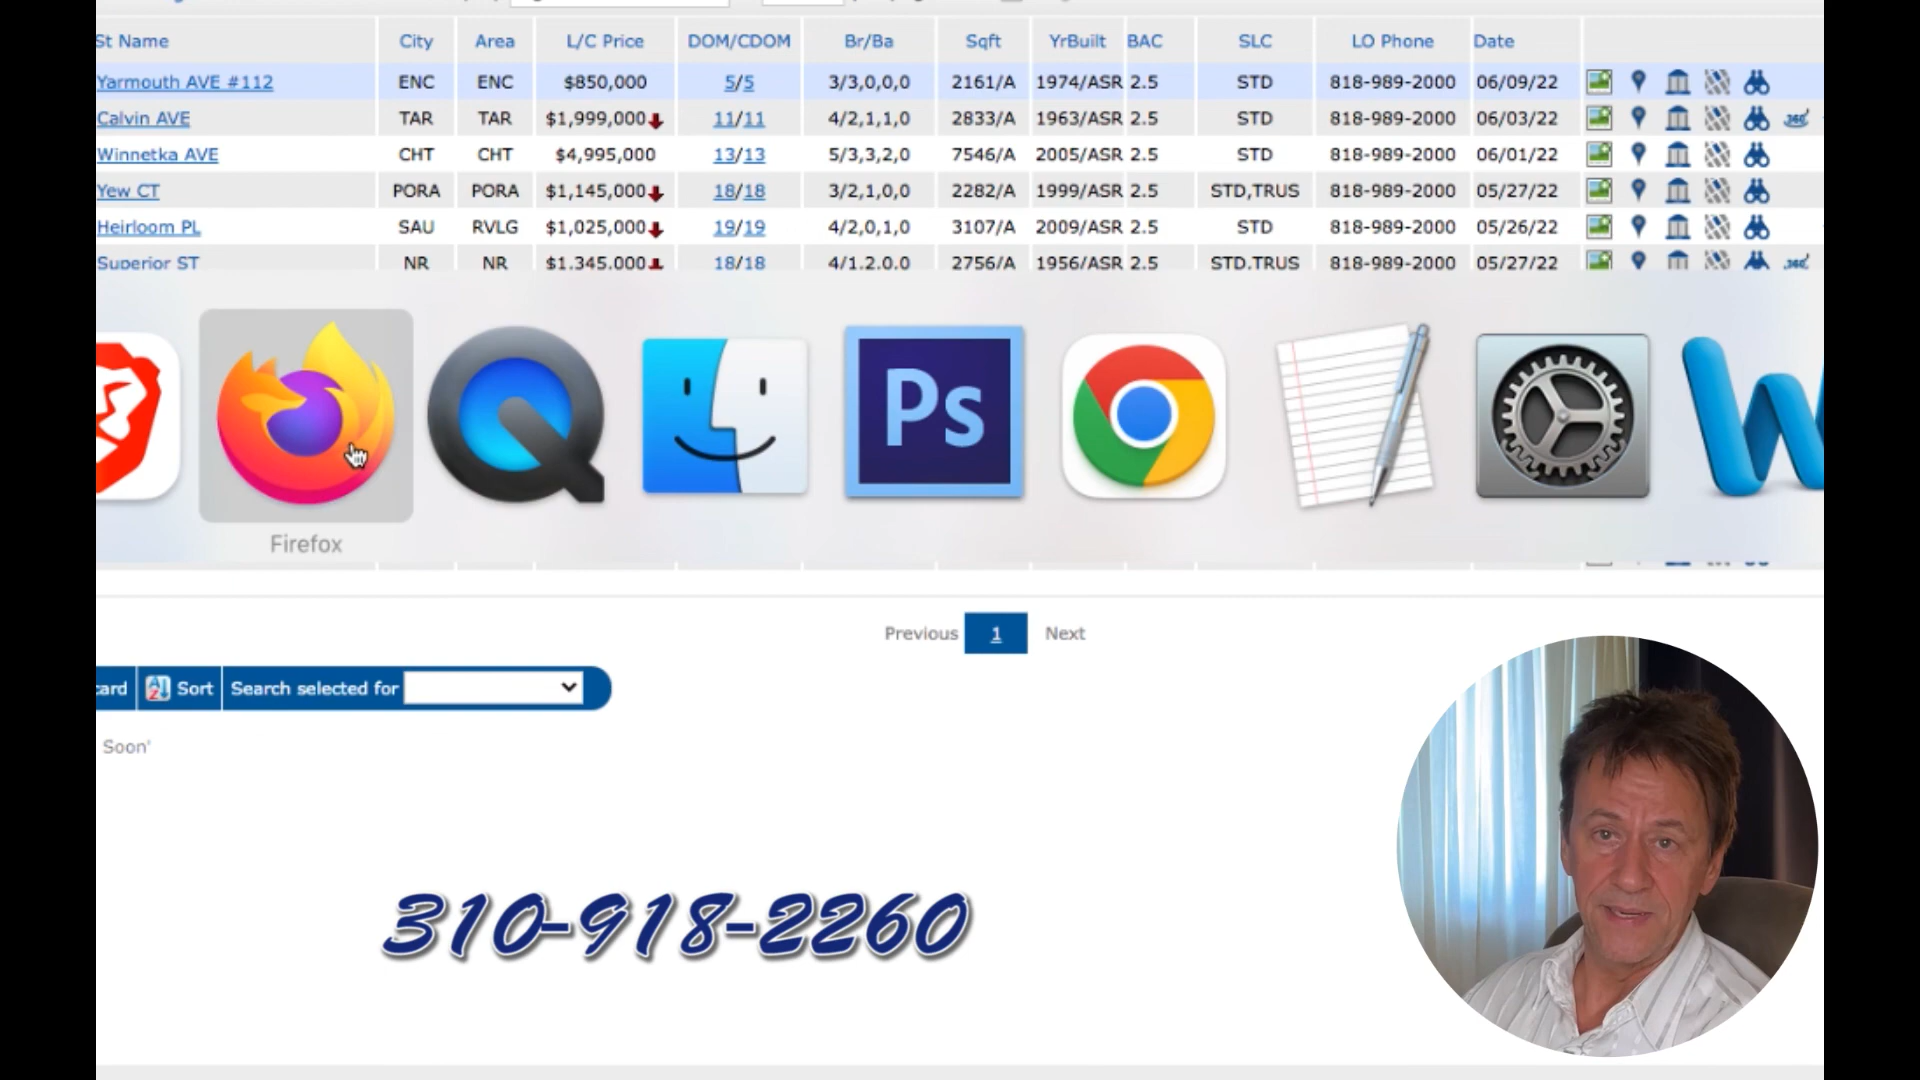 St Name City Area L/C Price DOM/CDOM Br/Ba Sqft YrBuilt BAC SLC LO Phone Date
Yarmouth AVE #112 ENC ENC $850,000 5/5 3/3,0,0,0 2161/A 1974/ASR 2.5 STD 818-989-2000 06/09/22
Calvin AVE TAR TAR $1,999,000 11/11 4/2,1,1,0 2833/A 1963/ASR 2.5 STD 818-989-2000 06/03/22 360°
Winnetka AVE CHT CHT $4,995,000 13/13 5/3,3,2,0 7546/A 2005/ASR 2.5 STD 818-989-2000 06/01/22
Yew CT PORA PORA $1,145,000 18/18 3/2,1,0,0 2282/A 1999/ASR 2.5 STD,TRUS 818-989-2000 05/27/22
Heirloom PL SAU RVLG $1,025,000 19/19 4/2,0,1,0 3107/A 2009/ASR 2.5 STD 818-989-2000 05/26/22
Superior ST NR NR $1,345,000 18/18 4/1,2,0,0 2756/A 1956/ASR 2.5 STD,TRUS 818-989-2000 05/27/22 360°
Ps
W
Firefox
Previous 1 Next
card Sort Search selected for
Soon'
310-918-2260